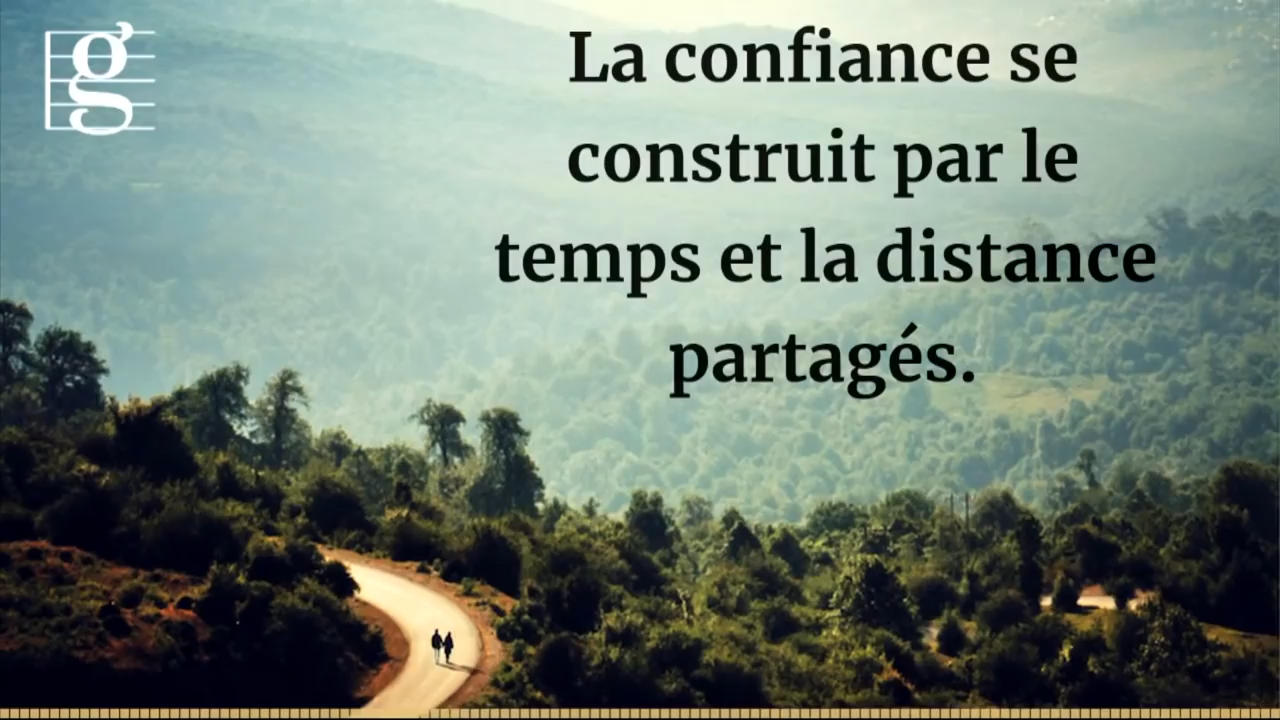 g
La confiance se
construit par le
temps et la distance
partagés.